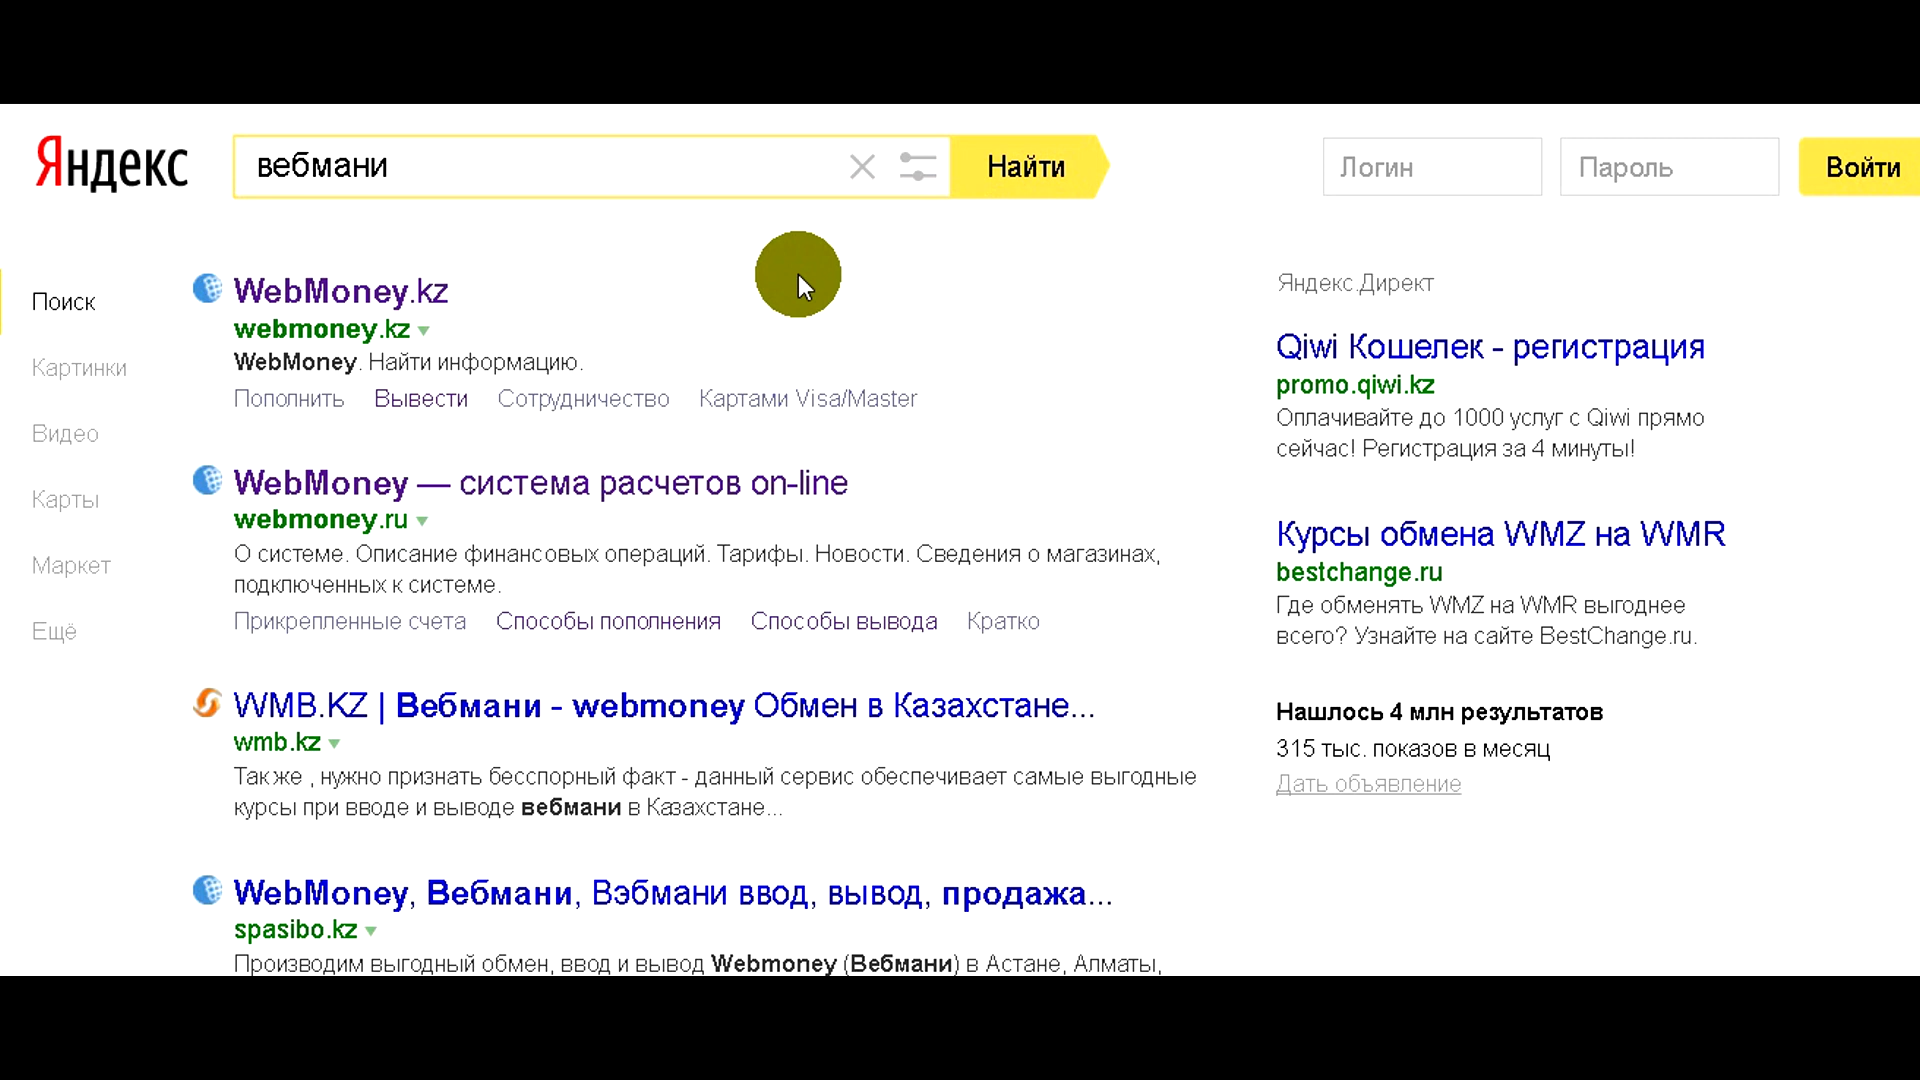 Яндекс
вебмани
Найти
Логин
Пароль
Войти
Поиск
Картинки
Видео
Карты
Маркет
Ещё
WebMoney.kz
webmoney.kz
WebMoney. Найти информацию.
Пополнить Вывести Сотрудничество Картами Visa/Master
WebMoney — система расчетов on-line
webmoney.ru
О системе. Описание финансовых операций. Тарифы. Новости. Сведения о магазинах,
подключенных к системе.
Прикрепленные счета Способы пополнения Способы вывода Кратко
WMB.KZ | Вебмани - webmoney Обмен в Казахстане...
wmb.kz
Так же , нужно признать бесспорный факт - данный сервис обеспечивает самые выгодные
курсы при вводе и выводе вебмани в Казахстане...
WebMoney, Вебмани, Вэбмани ввод, вывод, продажа...
spasibo.kz
Производим выгодный обмен, ввод и вывод Webmoney (Вебмани) в Астане, Алматы,
Яндекс.Директ
Qiwi Кошелек - регистрация
promo.qiwi.kz
Оплачивайте до 1000 услуг с Qiwi прямо
сейчас! Регистрация за 4 минуты!
Курсы обмена WMZ на WMR
bestchange.ru
Где обменять WMZ на WMR выгоднее
всего? Узнайте на сайте BestChange.ru.
Нашлось 4 млн результатов
315 тыс. показов в месяц
Дать объявление